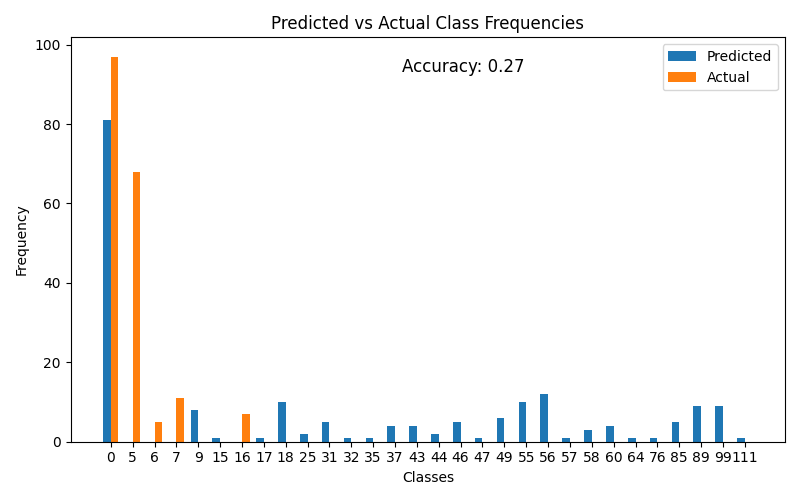 Predicted vs Actual Class Frequencies
Accuracy: 0.27
Predicted
Actual
Frequency
100
80
60
40
20
0
0 5 6 7 9 15 16 17 18 25 31 32 35 37 43 44 46 47 49 55 56 57 58 60 64 76 85 89 99 111
Classes